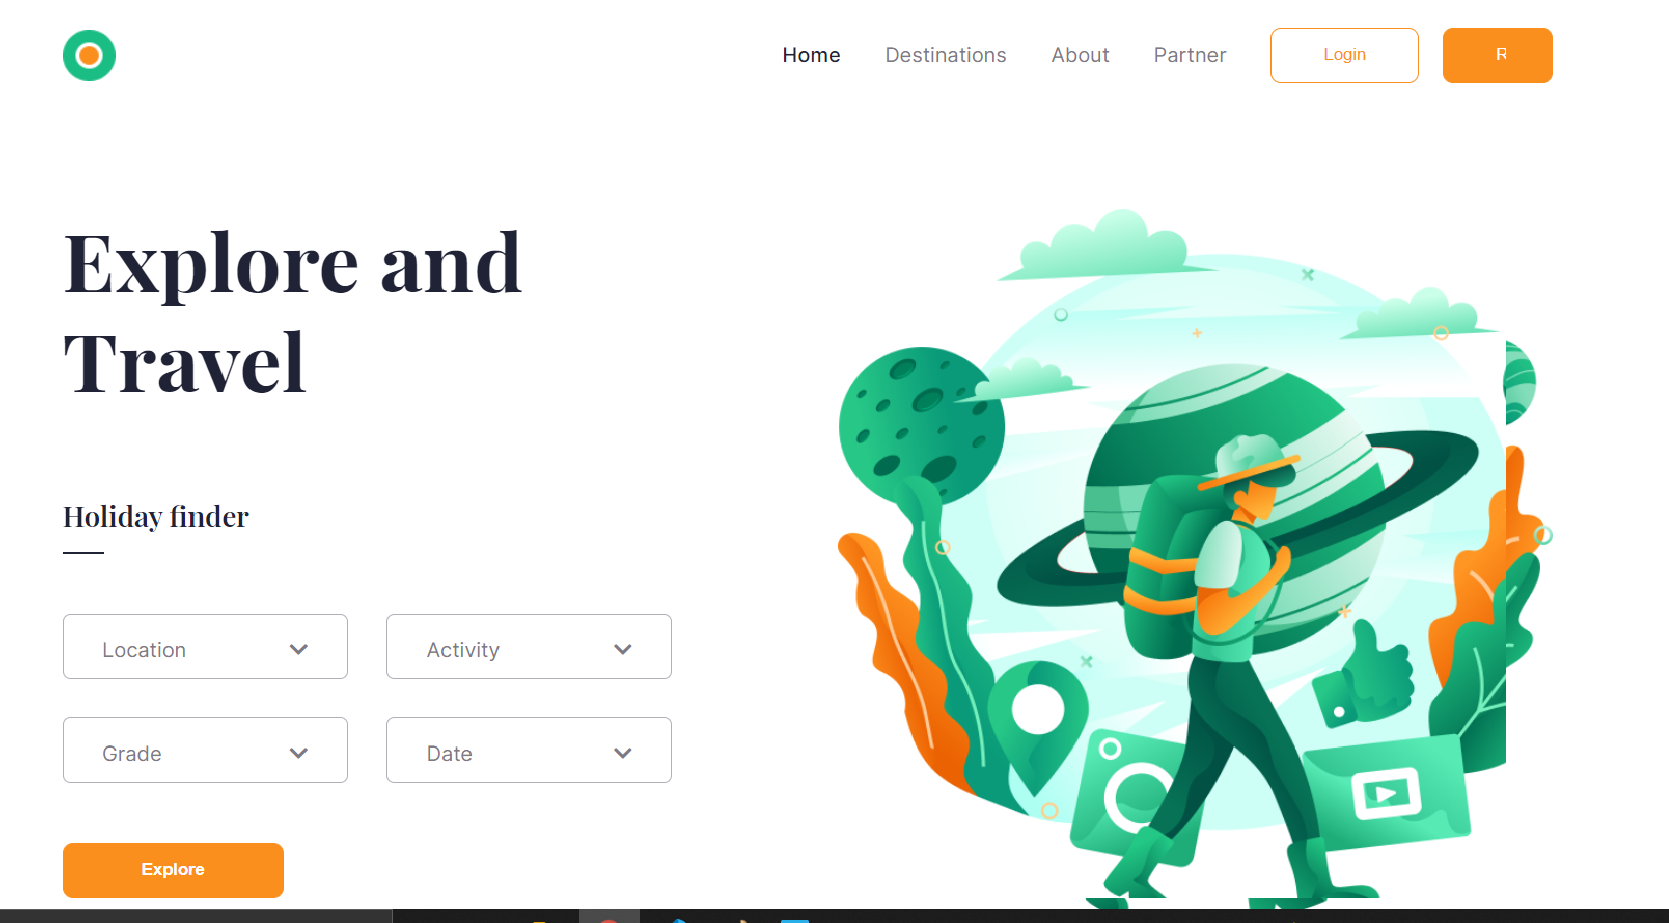 Home Destinations About Partner Login R
Explore and
Travel
Holiday finder
Location Activity
Grade Date
Explore